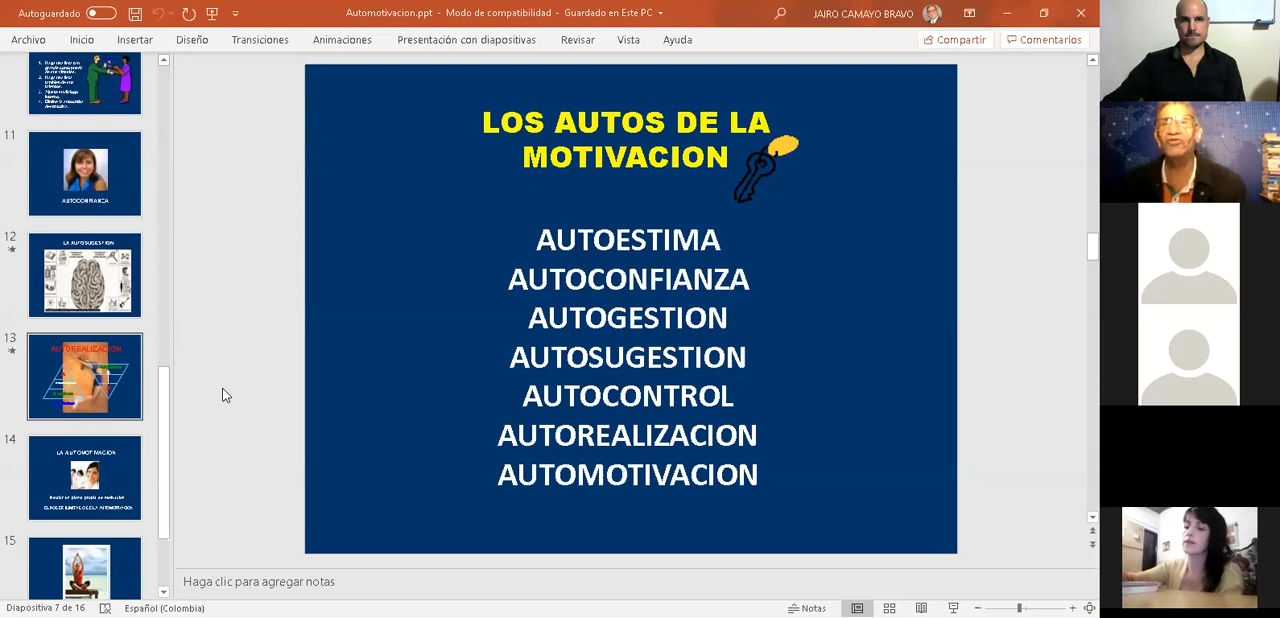 Autoguardado
Automotivacion.ppt - Modo de compatibilidad - Guardado en Este PC
JAIRO CAMAYO BRAVO
Archivo Inicio Insertar Diseño Transiciones Animaciones Presentación con diapositivas Revisar Vista Ayuda
Compartir Comentarios
11
AUTOCONFIANZA
12
LA AUTOSUGESTION
13
AUTOREALIZACION
14
LA AUTOMOTIVACION
15
LOS AUTOS DE LA
MOTIVACION
AUTOESTIMA
AUTOCONFIANZA
AUTOGESTION
AUTOSUGESTION
AUTOCONTROL
AUTOREALIZACION
AUTOMOTIVACION
Haga clic para agregar notas
Diapositiva 7 de 16 Español (Colombia) Notas